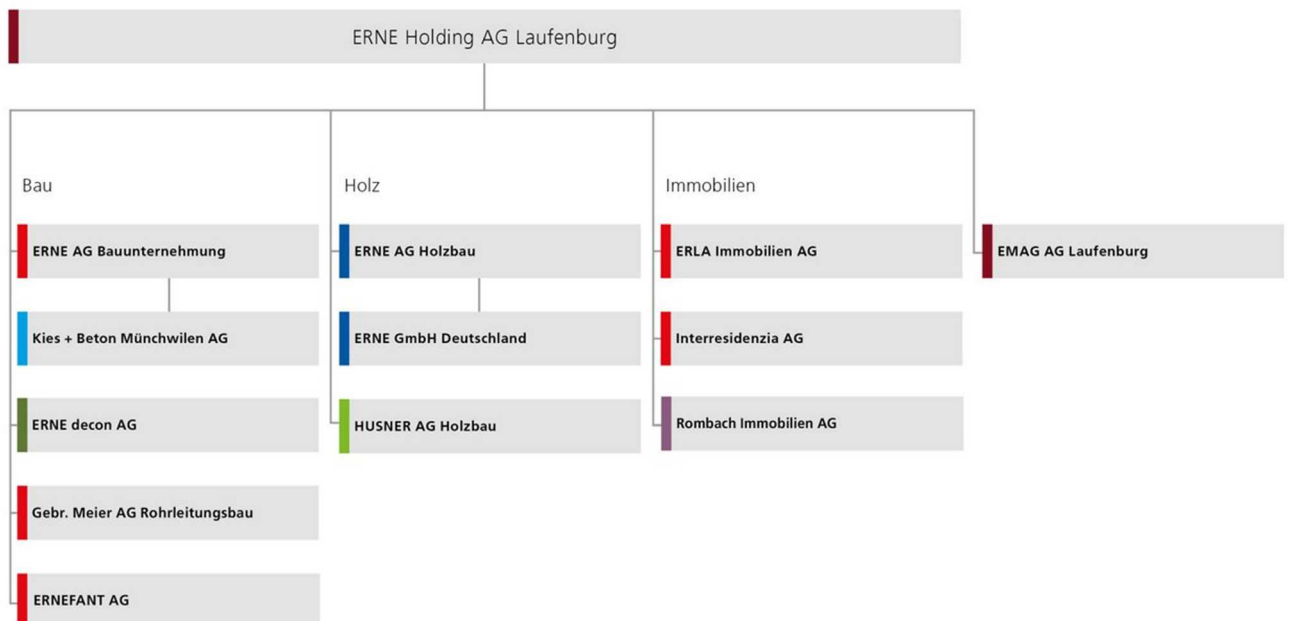 ERNE Holding AG Laufenburg
Bau
ERNE AG Bauunternehmung
Kies + Beton Münchwilen AG
ERNE decon AG
Gebr. Meier AG Rohrleitungsbau
ERNEFANT AG
Holz
ERNE AG Holzbau
ERNE GmbH Deutschland
HUSNER AG Holzbau
Immobilien
ERLA Immobilien AG
Interresidenzia AG
Rombach Immobilien AG
EMAG AG Laufenburg